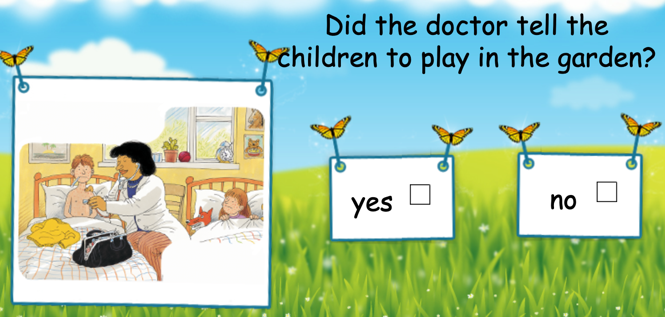 Did the doctor tell the
children to play in the garden?
yes
no